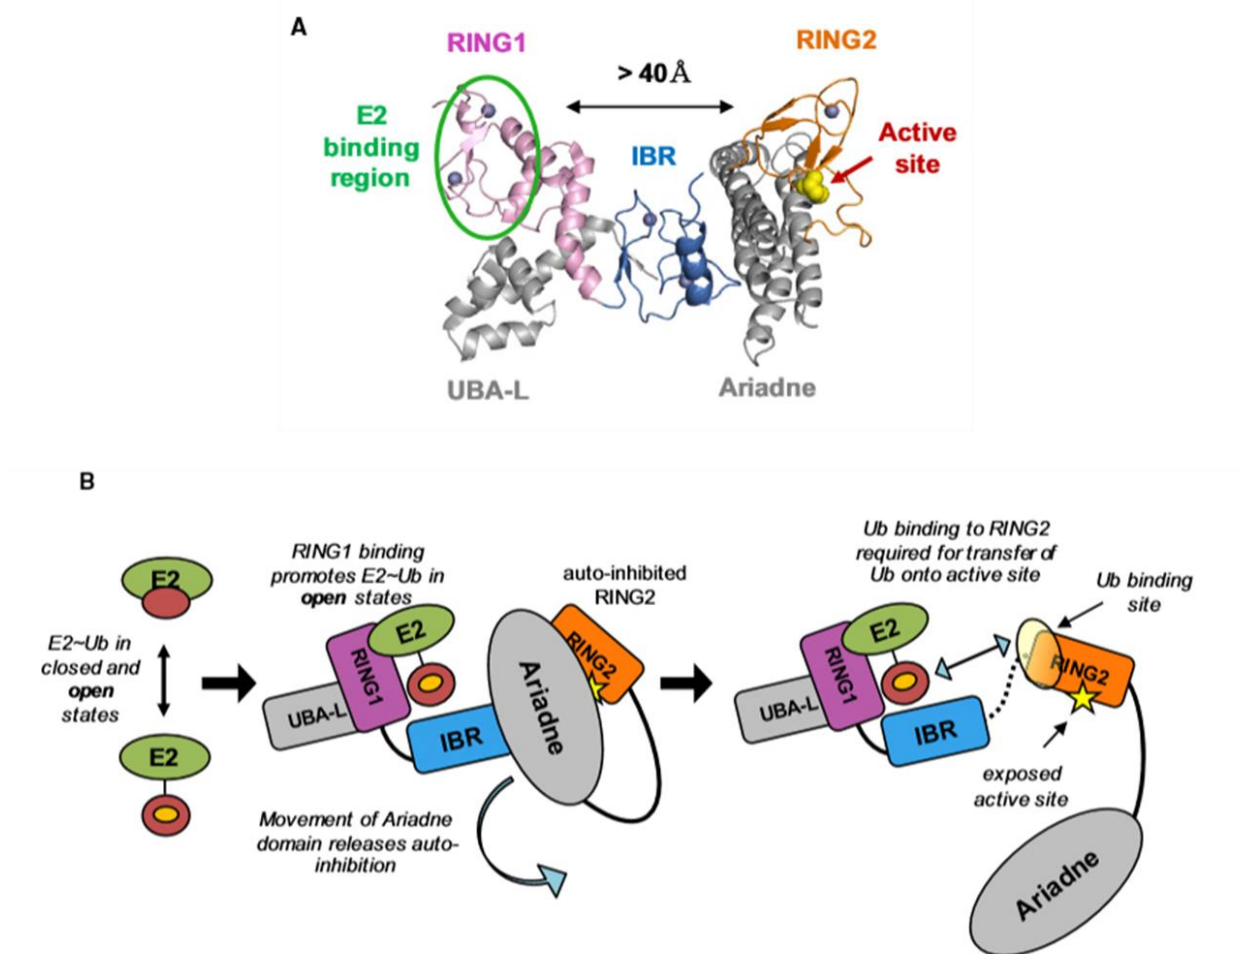 A
RING1
RING2
> 40Å
E2
binding
region
IBR
Active
site
UBA-L
Ariadne
B
E2
E2~Ub in
closed and
open
states
E2
RING1 binding
promotes E2~Ub in
open states
auto-inhibited
RING2
E2
RING1
UBA-L
IBR
Ariadne
RING2
Movement of Ariadne
domain releases auto-
inhibition
Ub binding to RING2
required for transfer of
Ub onto active site
Ub binding
site
E2
RING1
UBA-L
IBR
RING2
exposed
active site
Ariadne